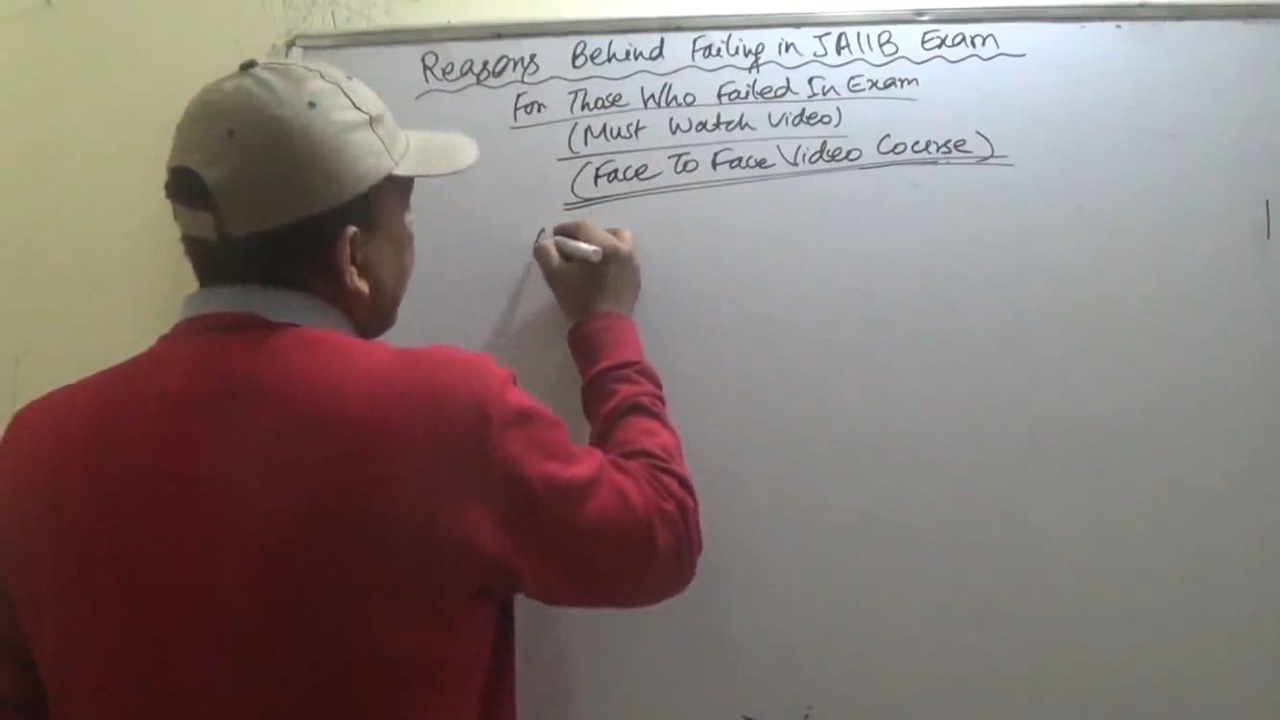 Reasons Behind Failing in JAIIB Exam
For Those Who Failed In Exam
(Must Watch Video)
(Face To Face Video Course)